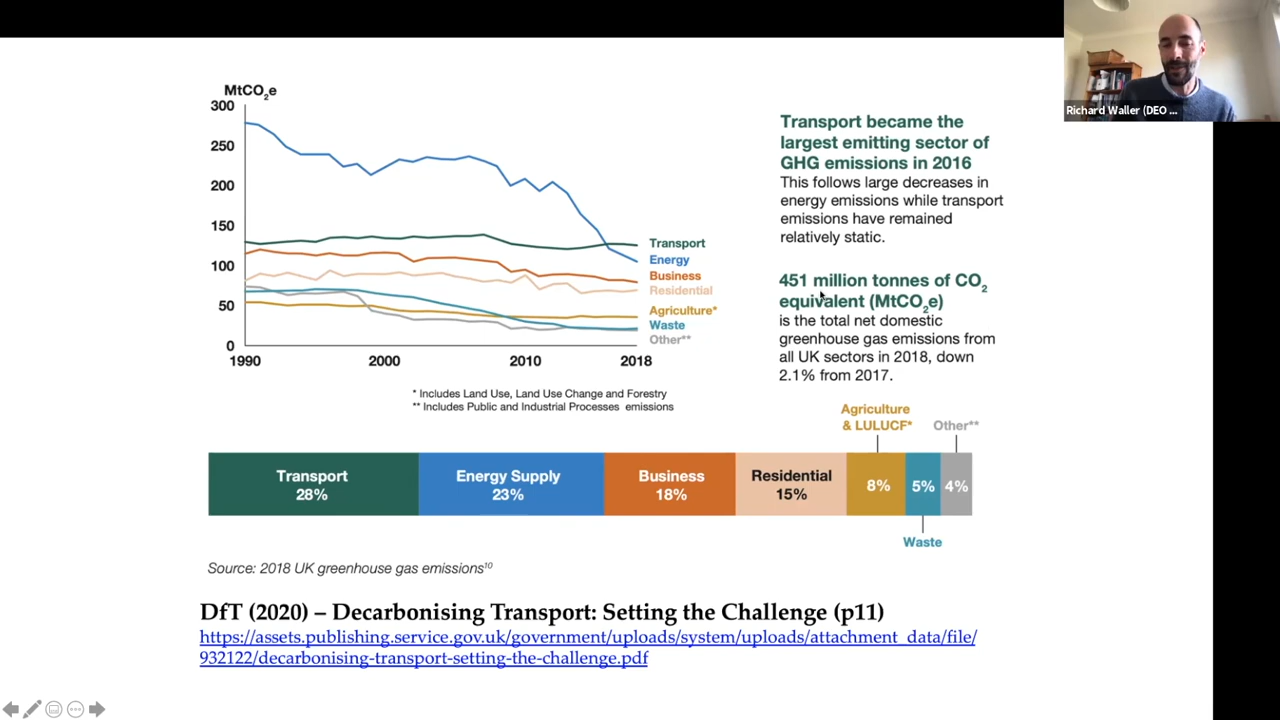 Richard Waller (DEO ...
MtCO2e
300
250
200
150
100
50
0
1990
2000
2010
2018
Transport
Energy
Business
Residential
Agriculture*
Waste
Other**
* Includes Land Use, Land Use Change and Forestry
** Includes Public and Industrial Processes emissions
Transport became the
largest emitting sector of
GHG emissions in 2016
This follows large decreases in
energy emissions while transport
emissions have remained
relatively static.
451 million tonnes of CO2
equivalent (MtCO2e)
is the total net domestic
greenhouse gas emissions from
all UK sectors in 2018, down
2.1% from 2017.
Agriculture
& LULUCF*
Other**
Transport
28%
Energy Supply
23%
Business
18%
Residential
15%
8%
5%
4%
Waste
Source: 2018 UK greenhouse gas emissions10
DfT (2020) – Decarbonising Transport: Setting the Challenge (p11)
https://assets.publishing.service.gov.uk/government/uploads/system/uploads/attachment_data/file/
932122/decarbonising-transport-setting-the-challenge.pdf